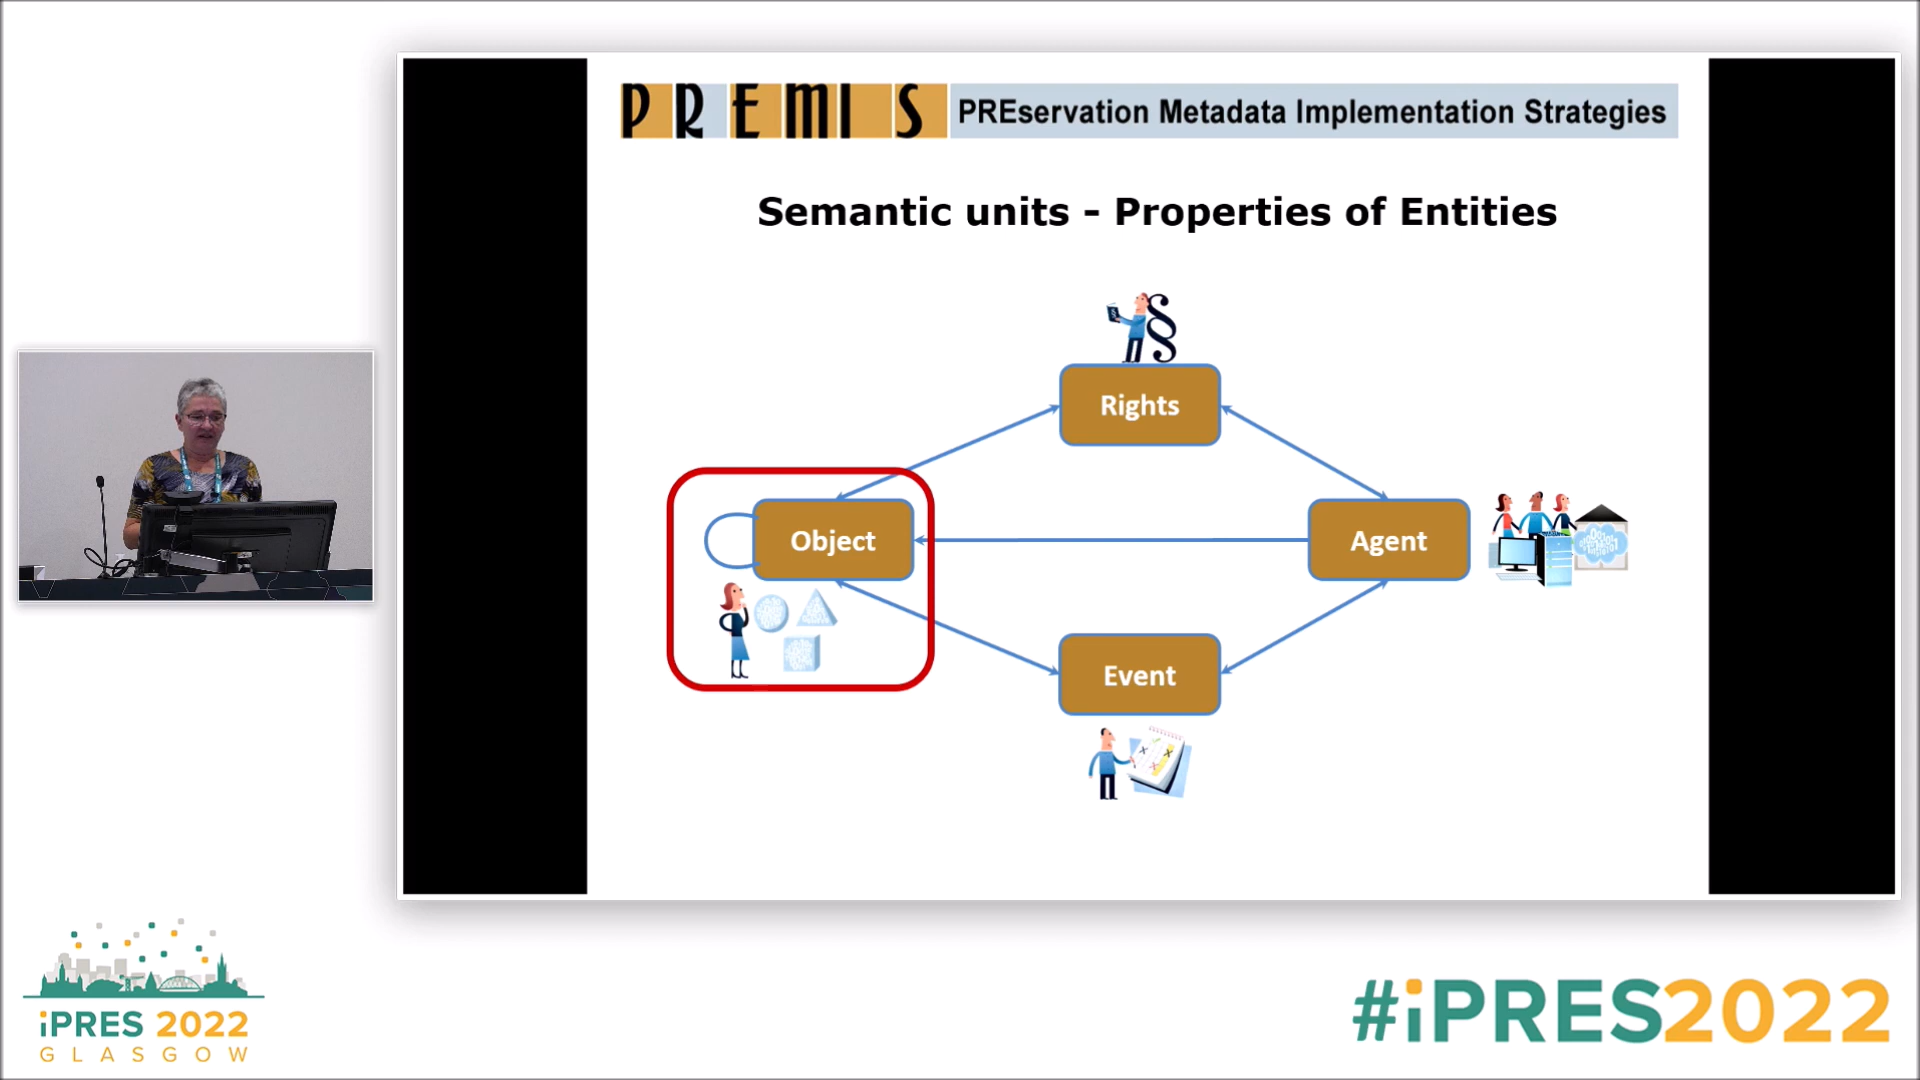 PREMIS PREservation Metadata Implementation Strategies
Semantic units - Properties of Entities
Rights
Object
Agent
Event
iPRES 2022
GLASGOW
#iPRES2022